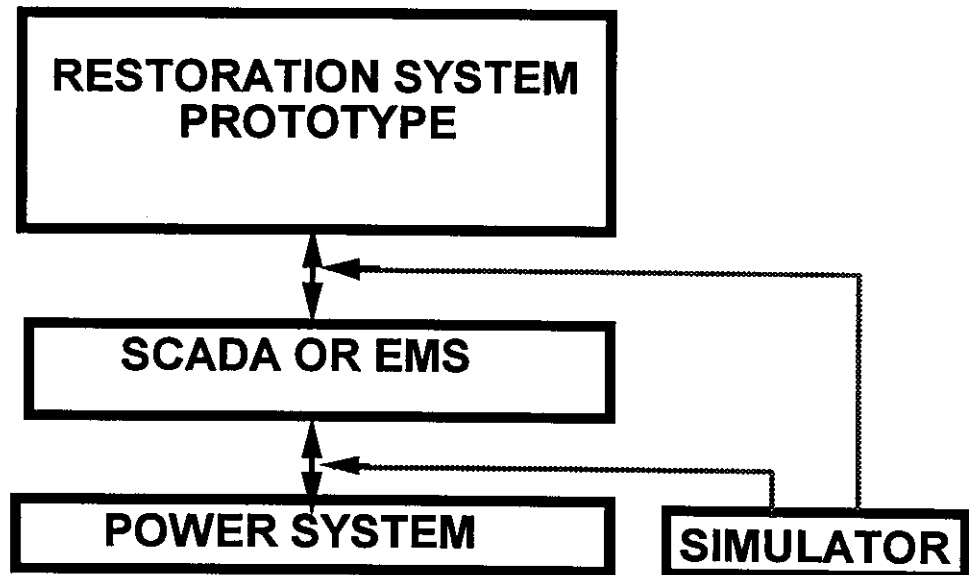 RESTORATION SYSTEM
PROTOTYPE
SCADA OR EMS
POWER SYSTEM
SIMULATOR